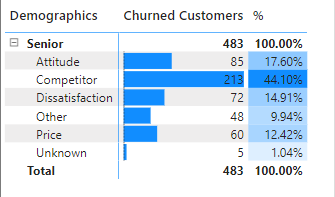 Demographics Churned Customers %
Senior 483 100.00%
Attitude 85 17.60%
Competitor 213 44.10%
Dissatisfaction 72 14.91%
Other 48 9.94%
Price 60 12.42%
Unknown 5 1.04%
Total 483 100.00%